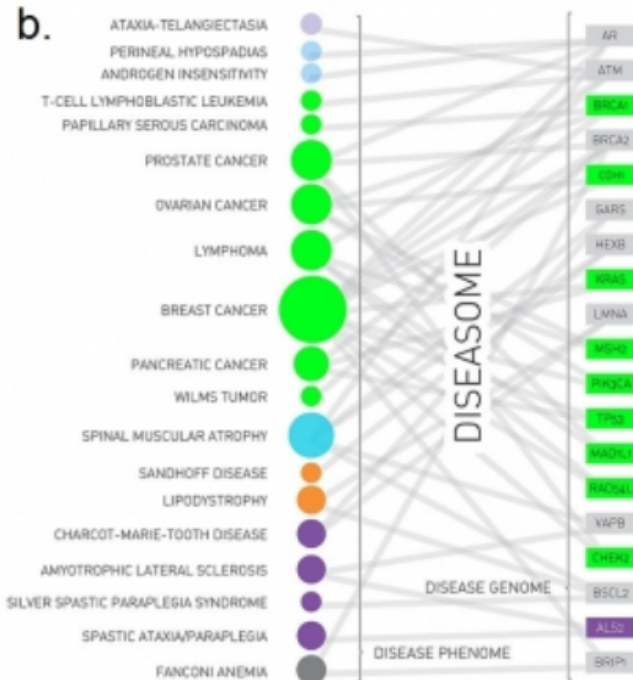 b.
ATAXIA-TELANGIECTASIA
PERINEAL HYPOSPADIAS
ANDROGEN INSENSITIVITY
T-CELL LYMPHOBLASTIC LEUKEMIA
PAPILLARY SEROUS CARCINOMA
PROSTATE CANCER
OVARIAN CANCER
LYMPHOMA
BREAST CANCER
PANCREATIC CANCER
WILMS TUMOR
SPINAL MUSCULAR ATROPHY
SANDHOFF DISEASE
LIPODYSTROPHY
CHARCOT-MARIE-TOOTH DISEASE
AMYOTROPHIC LATERAL SCLEROSIS
SILVER SPASTIC PARAPLEGIA SYNDROME
SPASTIC ATAXIA/PARAPLEGIA
FANCONI ANEMIA
DISEASOME
DISEASE GENOME
DISEASE PHENOME
AR
ATM
BRCA1
BRCA2
CDH1
GARS
HEXB
KRAS
LMNA
MSH2
PIK3CA
TP53
MAD1L1
RAD54L
VAPB
CHEK2
BSCL2
ALS2
BRIP1